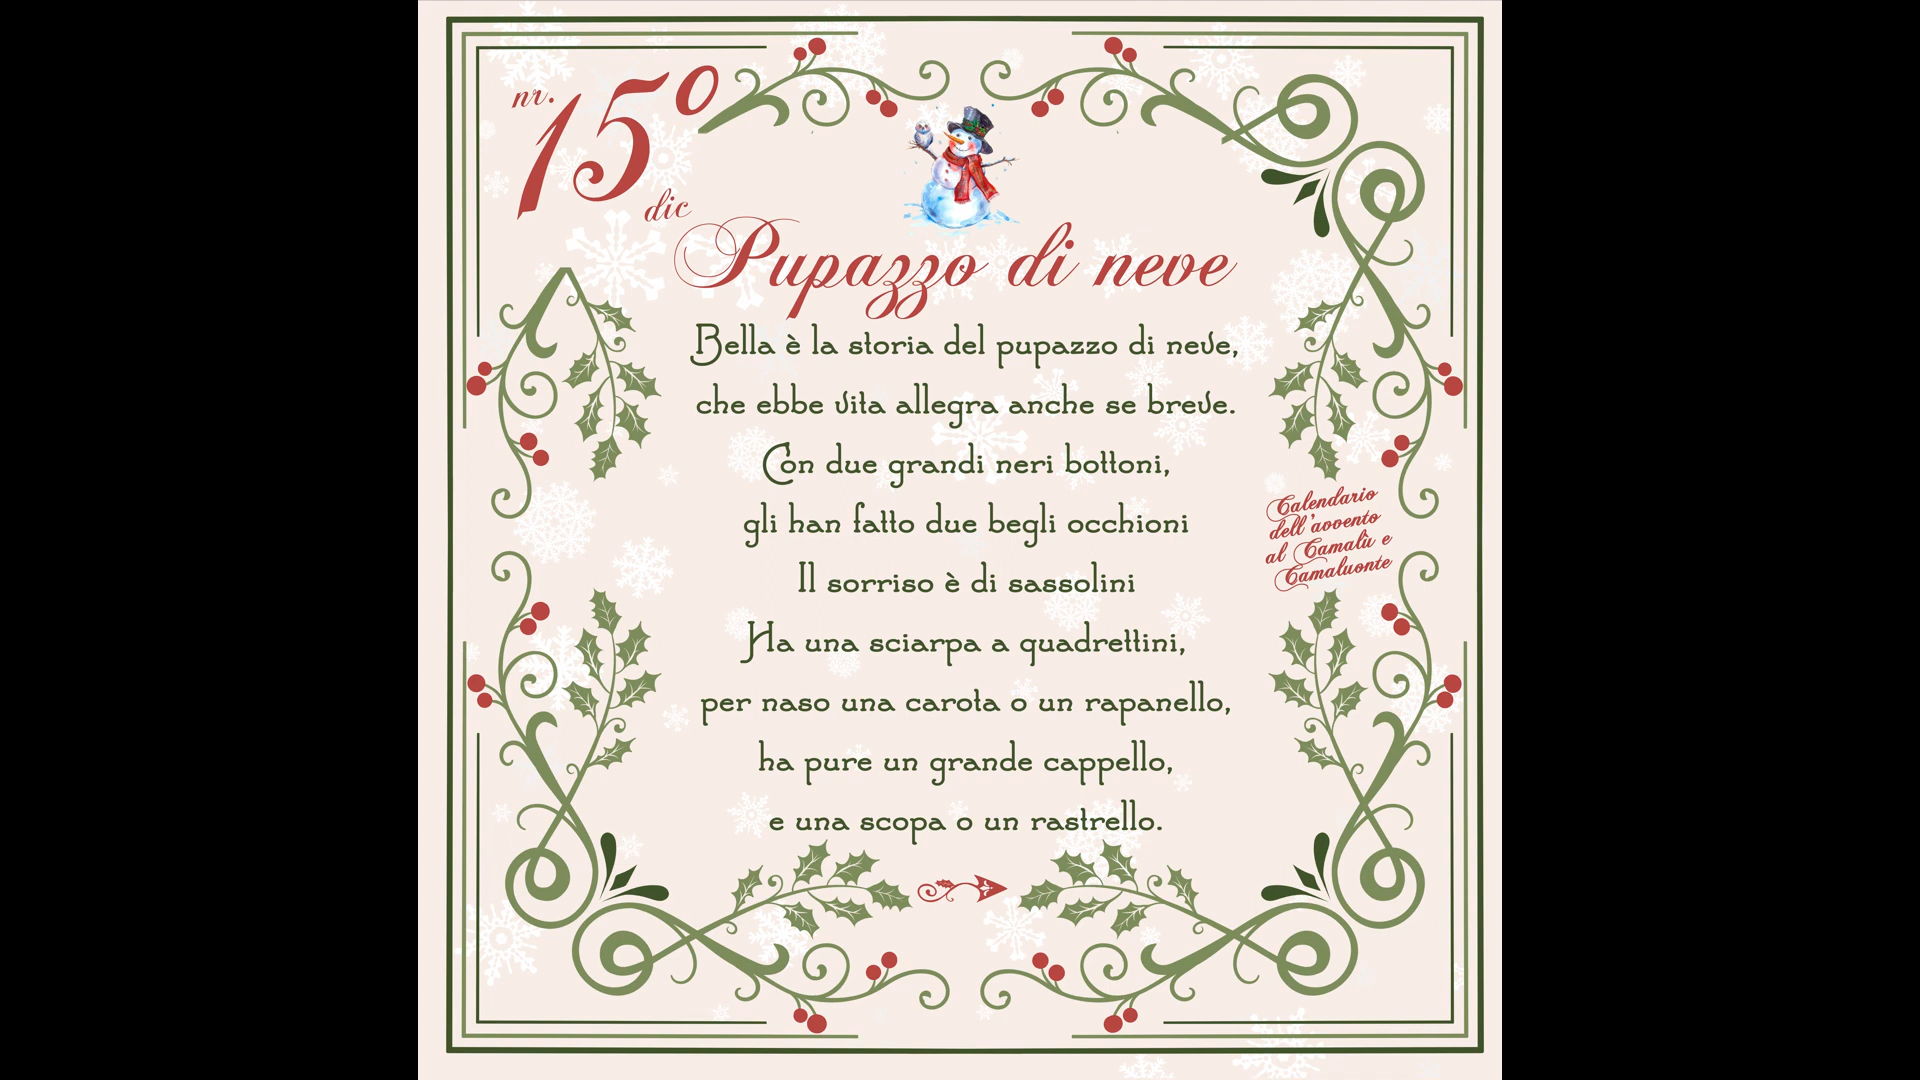 nr.
15º
dic
Pupazzo di neve
Bella è la storia del pupazzo di neve,
che ebbe vita allegra anche se breve.
Con due grandi neri bottoni,
gli han fatto due begli occhioni
Il sorriso è di sassolini
Ha una sciarpa a quadrettini,
per naso una carota o un rapanello,
ha pure un grande cappello,
e una scopa o un rastrello.
Calendario
dell'avvento
al Camalù e
Camaluonte